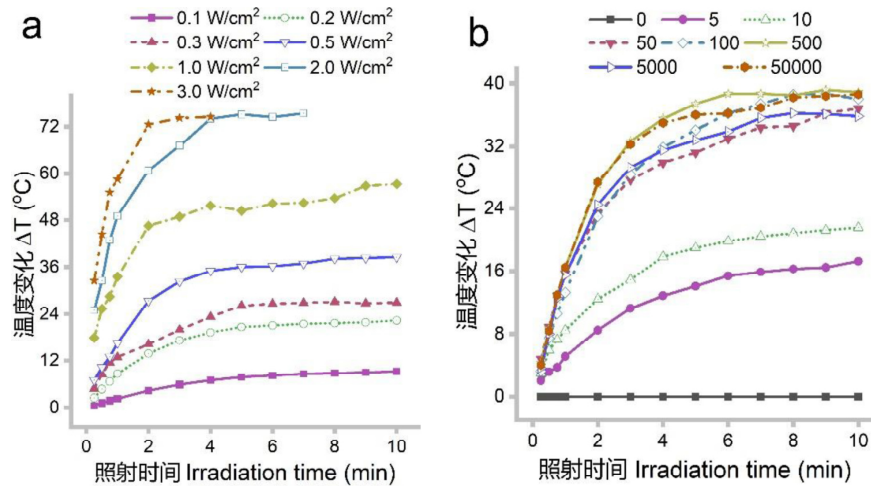 a
0.1 W/cm²
0.2 W/cm²
0.3 W/cm²
0.5 W/cm²
1.0 W/cm²
2.0 W/cm²
3.0 W/cm²
72
60
48
36
24
12
0
温度变化 ΔT (°C)
0 2 4 6 8 10
照射时间 Irradiation time (min)
b
0 5 10
50 100 500
5000 50000
40
32
24
16
8
0
温度变化 ΔT (°C)
0 2 4 6 8 10
照射时间 Irradiation time (min)